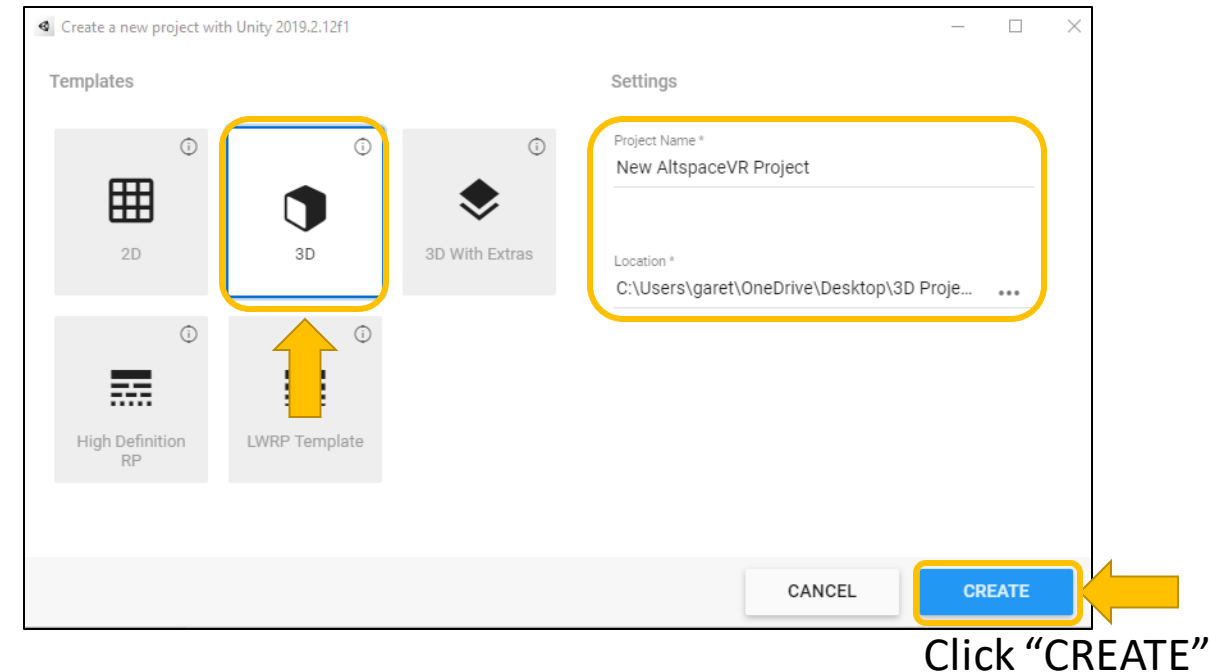 Create a new project with Unity 2019.2.12f1
Templates
Settings
2D
3D
3D With Extras
Project Name *
New AltspaceVR Project
Location *
C:\Users\garet\OneDrive\Desktop\3D Proje...
High Definition
RP
LWRP Template
CANCEL
CREATE
Click “CREATE”